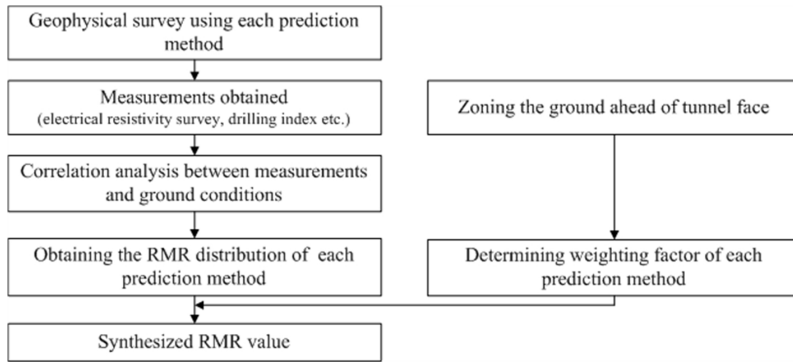 Geophysical survey using each prediction
method
Measurements obtained
(electrical resistivity survey, drilling index etc.)
Correlation analysis between measurements
and ground conditions
Obtaining the RMR distribution of each
prediction method
Synthesized RMR value
Zoning the ground ahead of tunnel face
Determining weighting factor of each
prediction method